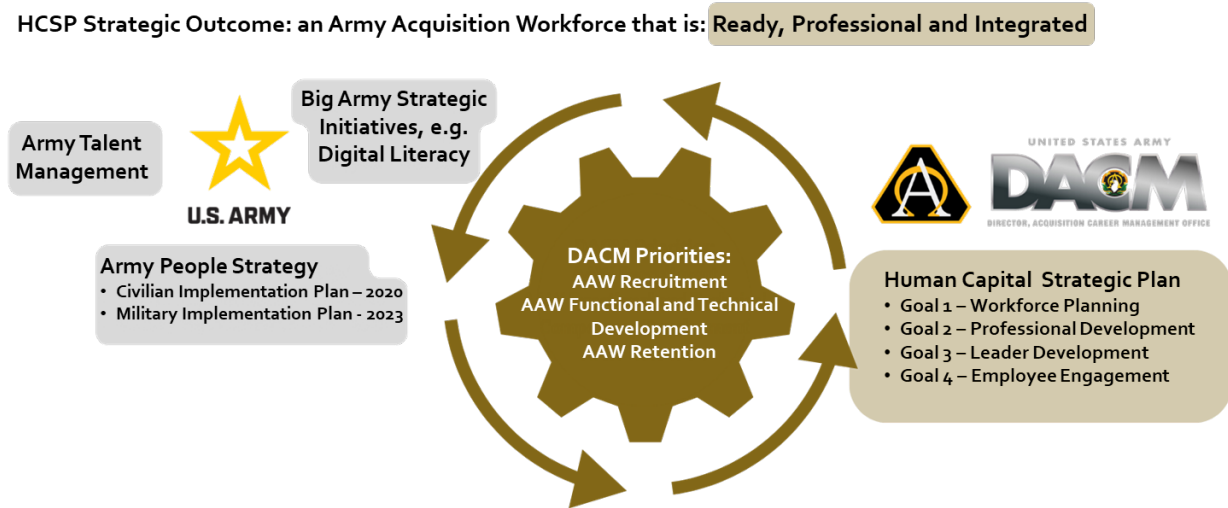 HCSP Strategic Outcome: an Army Acquisition Workforce that is: Ready, Professional and Integrated
Army Talent
Management
U.S. ARMY
Big Army Strategic
Initiatives, e.g.
Digital Literacy
Army People Strategy
• Civilian Implementation Plan – 2020
• Military Implementation Plan - 2023
DACM Priorities:
AAW Recruitment
AAW Functional and Technical
Development
AAW Retention
UNITED STATES ARMY
DACM
DIRECTOR, ACQUISITION CAREER MANAGEMENT OFFICE
Human Capital Strategic Plan
• Goal 1 – Workforce Planning
• Goal 2 – Professional Development
• Goal 3 – Leader Development
• Goal 4 – Employee Engagement